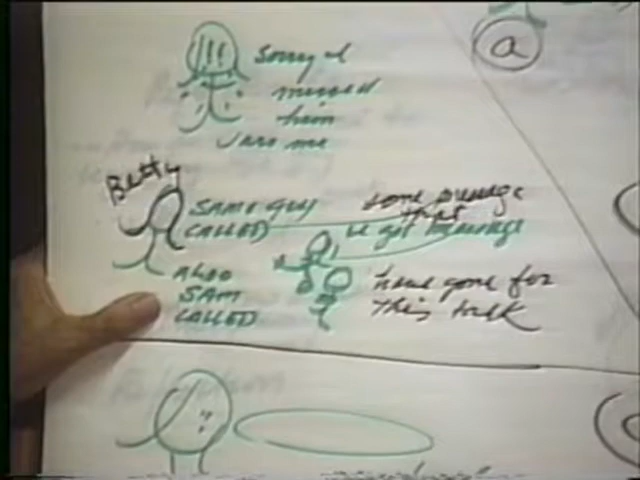 a
Sorry I
missed
him
Betty
SAME GUY
CALLED
some message
that
we got message
ALSO
SAM
CALLED
have gone for
this talk